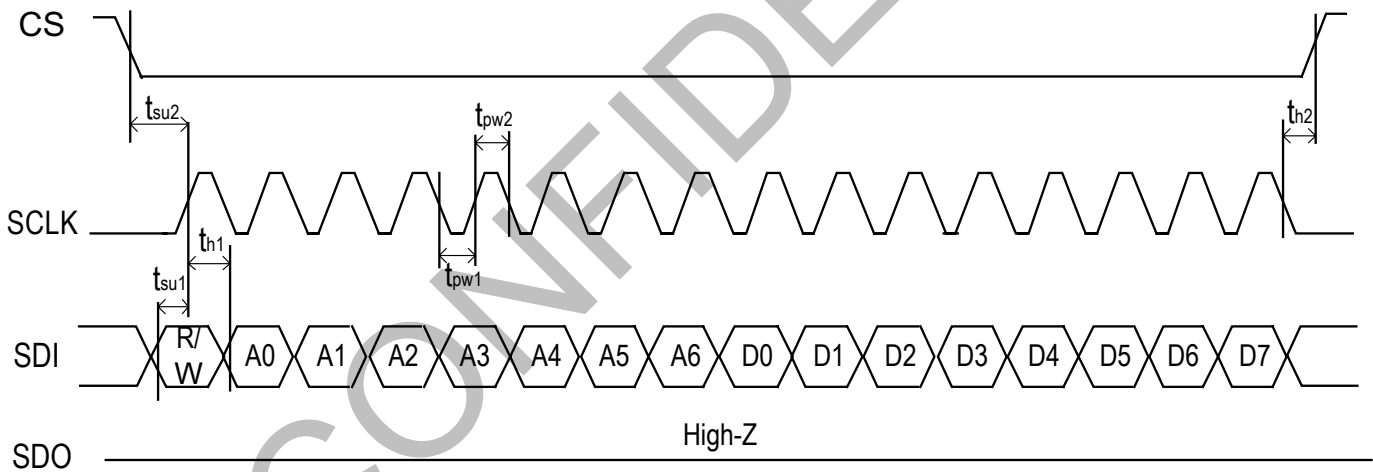 CS
tsu2
tpw2
th2
SCLK
th1
tpw1
tsu1
SDI
R/
W
A0
A1
A2
A3
A4
A5
A6
D0
D1
D2
D3
D4
D5
D6
D7
High-Z
SDO
CONFIDE